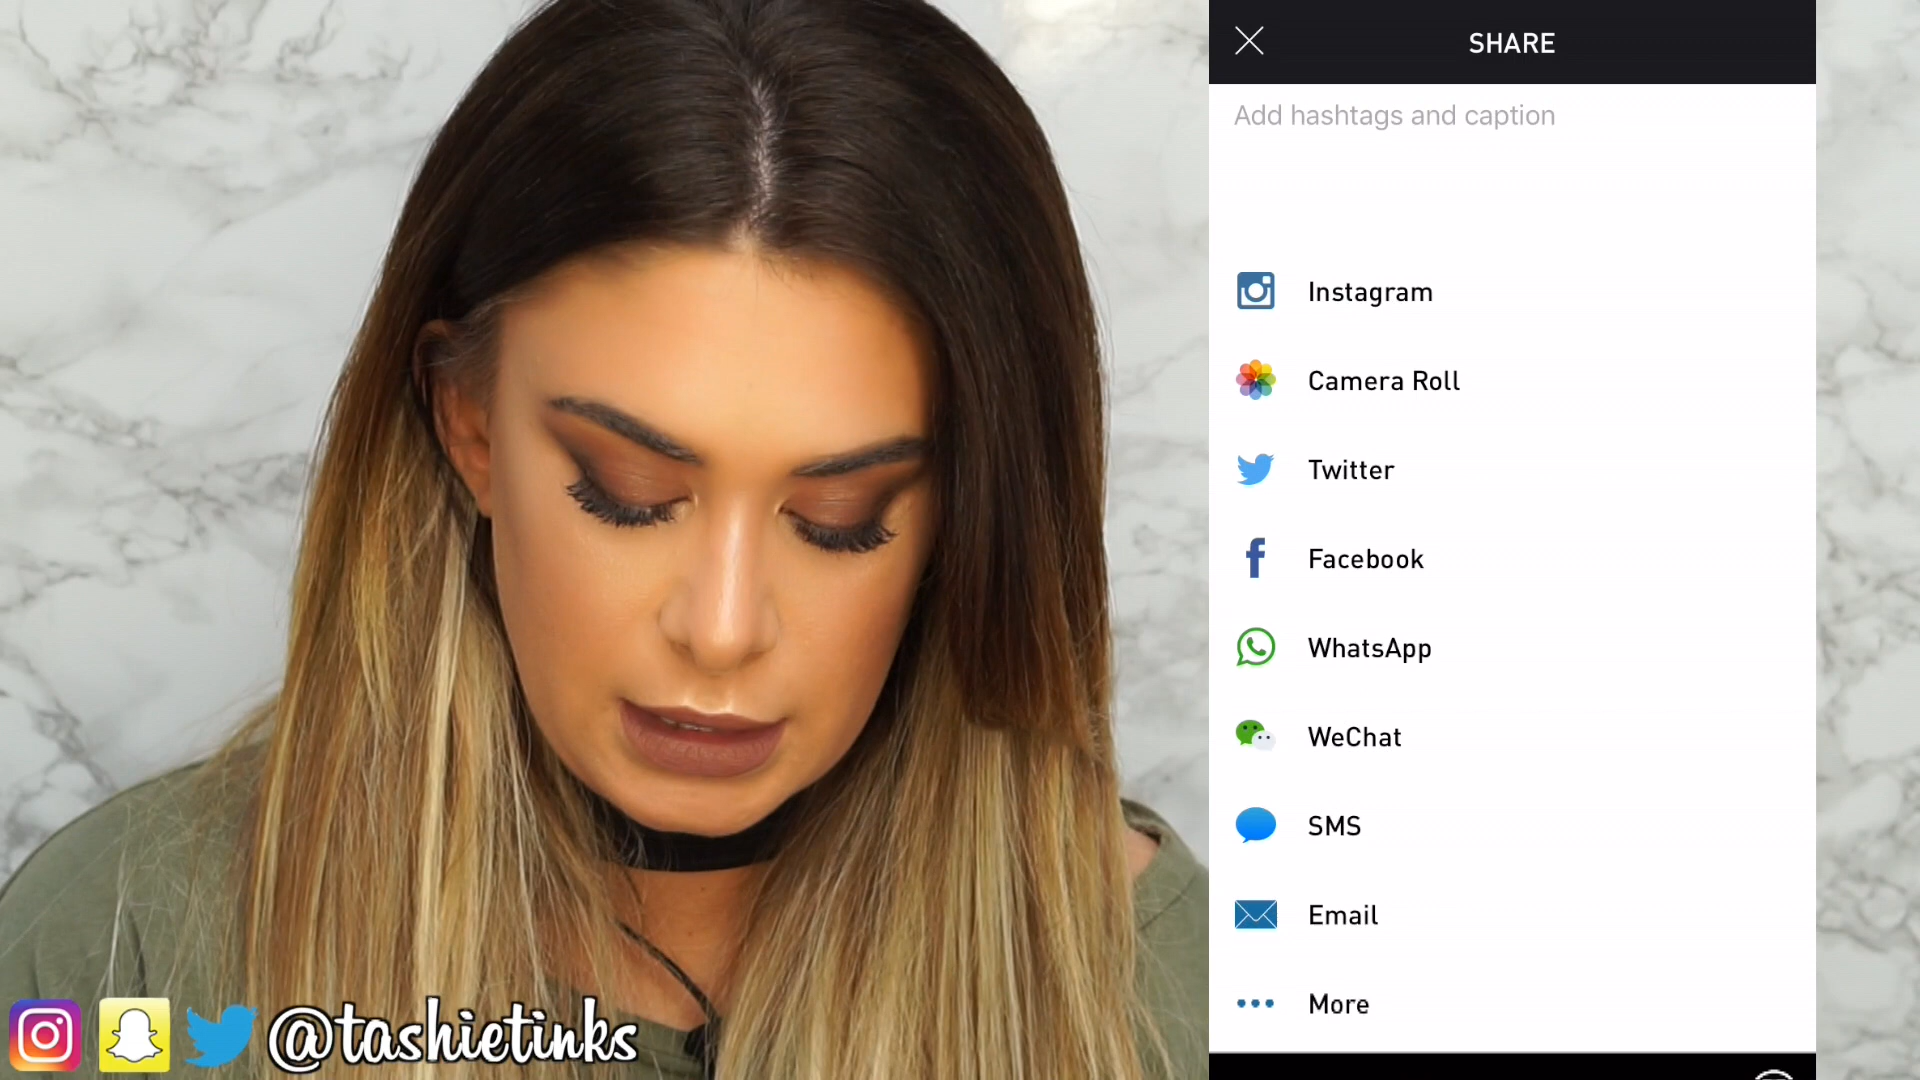 SHARE
Add hashtags and caption
Instagram
Camera Roll
Twitter
Facebook
WhatsApp
WeChat
SMS
Email
More
@tashietinks